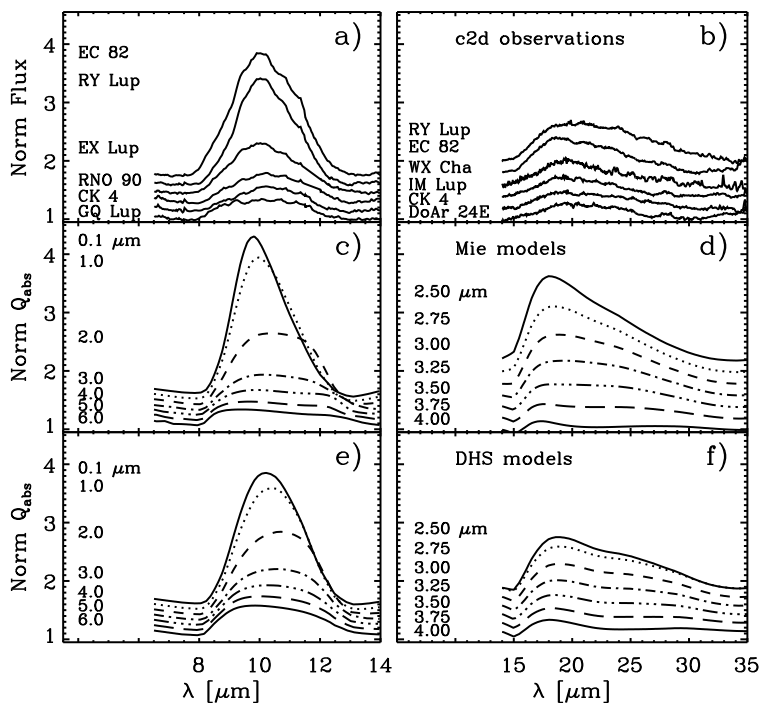 a)
EC 82
RY Lup
EX Lup
RNO 90
CK 4
GQ Lup
Norm Flux
4
3
2
1
c2d observations
b)
RY Lup
EC 82
WX Cha
IM Lup
CK 4
DoAr 24E
c)
0.1 μm
1.0
2.0
3.0
4.0
5.0
6.0
Norm Qabs
4
3
2
1
Mie models
d)
2.50 μm
2.75
3.00
3.25
3.50
3.75
4.00
e)
0.1 μm
1.0
2.0
3.0
4.0
5.0
6.0
Norm Qabs
4
3
2
1
DHS models
f)
2.50 μm
2.75
3.00
3.25
3.50
3.75
4.00
8 10 12 14
λ [μm]
15 20 25 30 35
λ [μm]